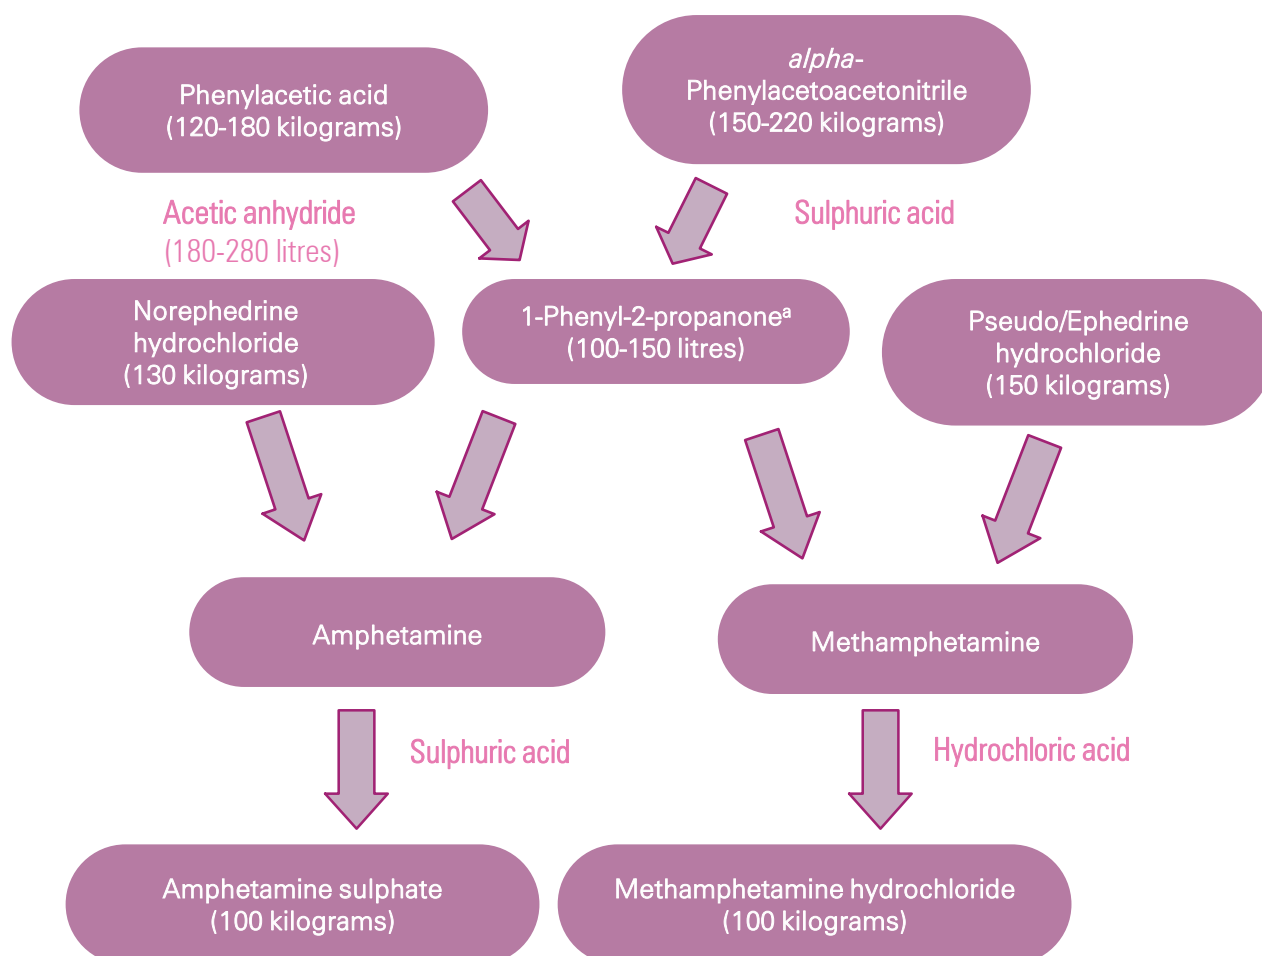 Phenylacetic acid
(120-180 kilograms)
alpha-
Phenylacetoacetonitrile
(150-220 kilograms)
Acetic anhydride
(180-280 litres)
Sulphuric acid
Norephedrine
hydrochloride
(130 kilograms)
1-Phenyl-2-propanoneᵃ
(100-150 litres)
Pseudo/Ephedrine
hydrochloride
(150 kilograms)
Amphetamine
Methamphetamine
Sulphuric acid
Hydrochloric acid
Amphetamine sulphate
(100 kilograms)
Methamphetamine hydrochloride
(100 kilograms)